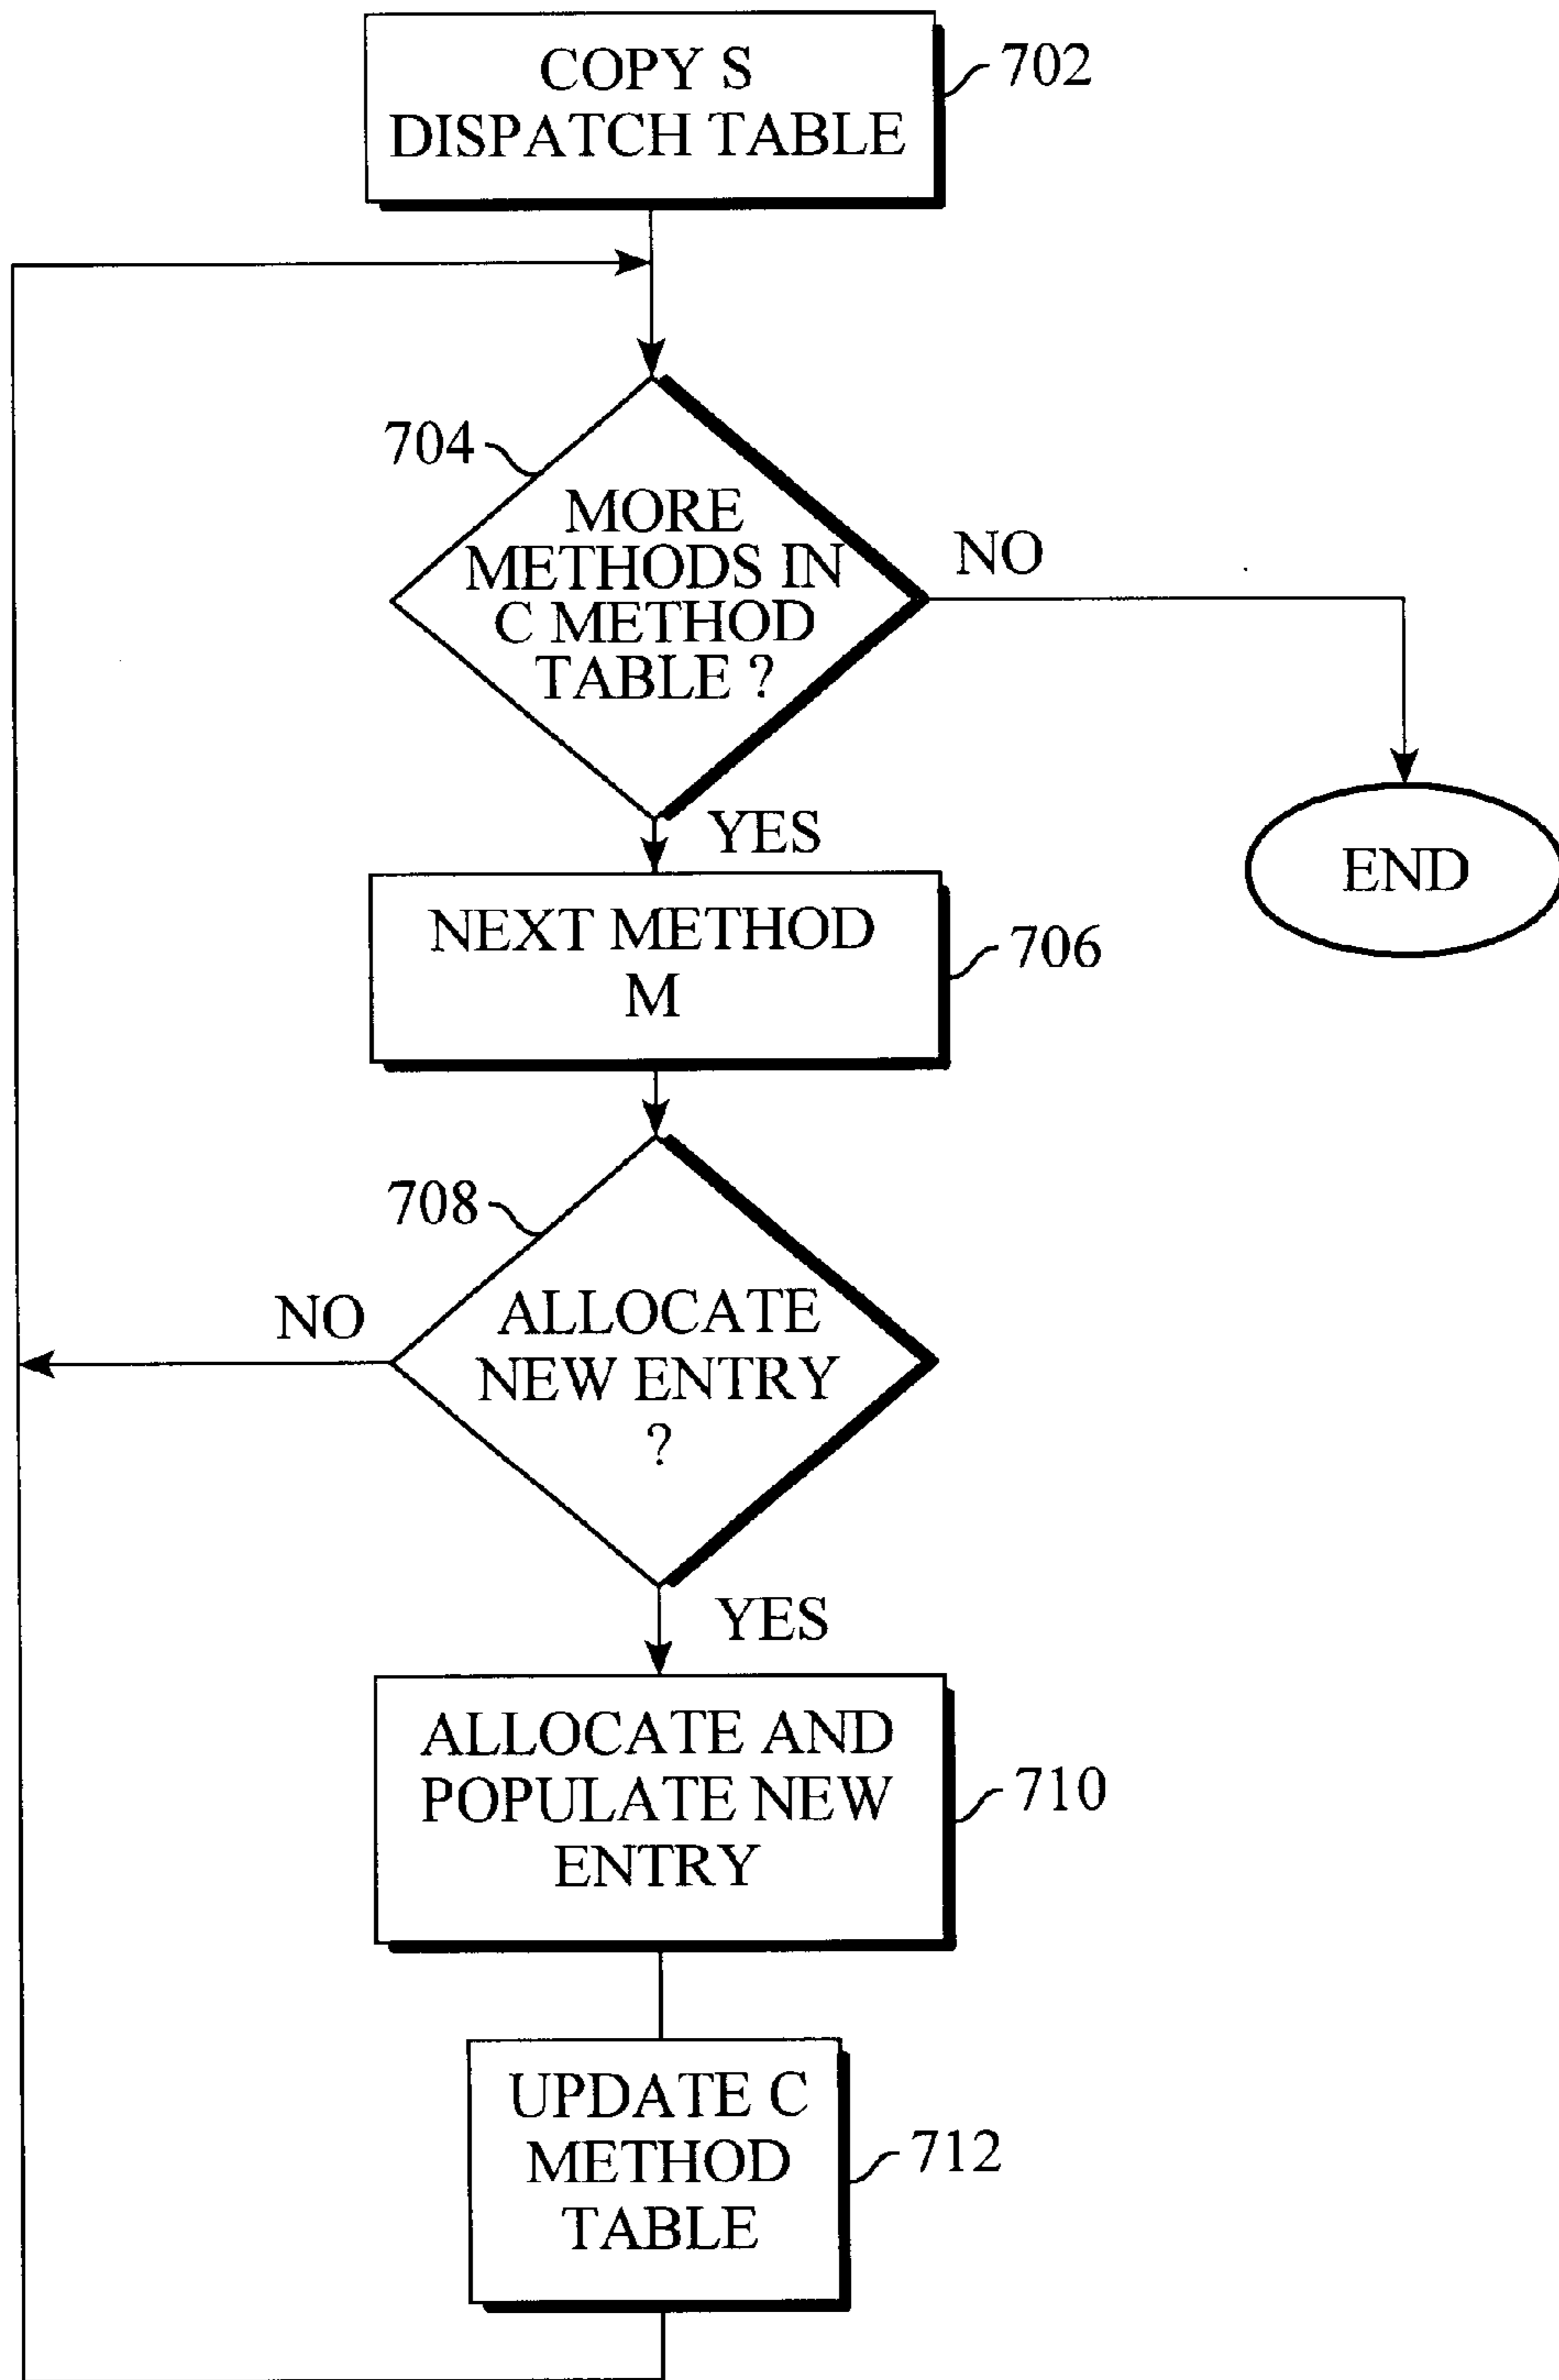 COPY S
DISPATCH TABLE
702
704
MORE
METHODS IN
C METHOD
TABLE ?
NO
YES
END
NEXT METHOD
M
706
708
ALLOCATE
NEW ENTRY
?
NO
YES
ALLOCATE AND
POPULATE NEW
ENTRY
710
UPDATE C
METHOD
TABLE
712